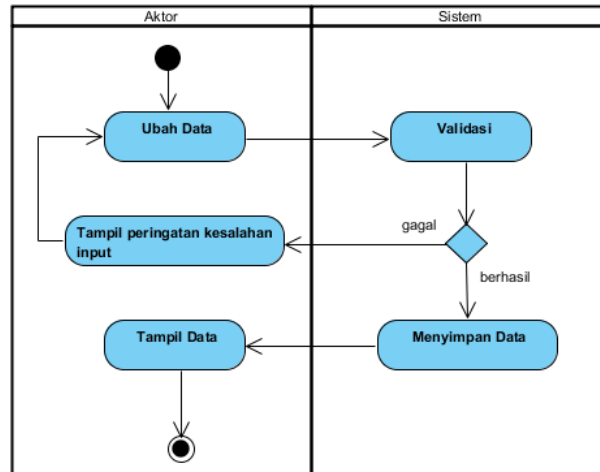 Aktor
Sistem
Ubah Data
Validasi
Tampil peringatan kesalahan
input
gagal
berhasil
Tampil Data
Menyimpan Data